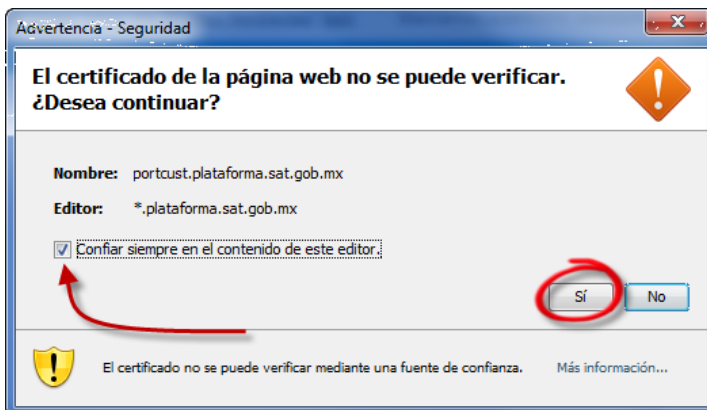 Advertencia - Seguridad
El certificado de la página web no se puede verificar.
¿Desea continuar?
Nombre: portcust.plataforma.sat.gob.mx
Editor: *.plataforma.sat.gob.mx
Confiar siempre en el contenido de este editor.
Sí No
El certificado no se puede verificar mediante una fuente de confianza. Más información...